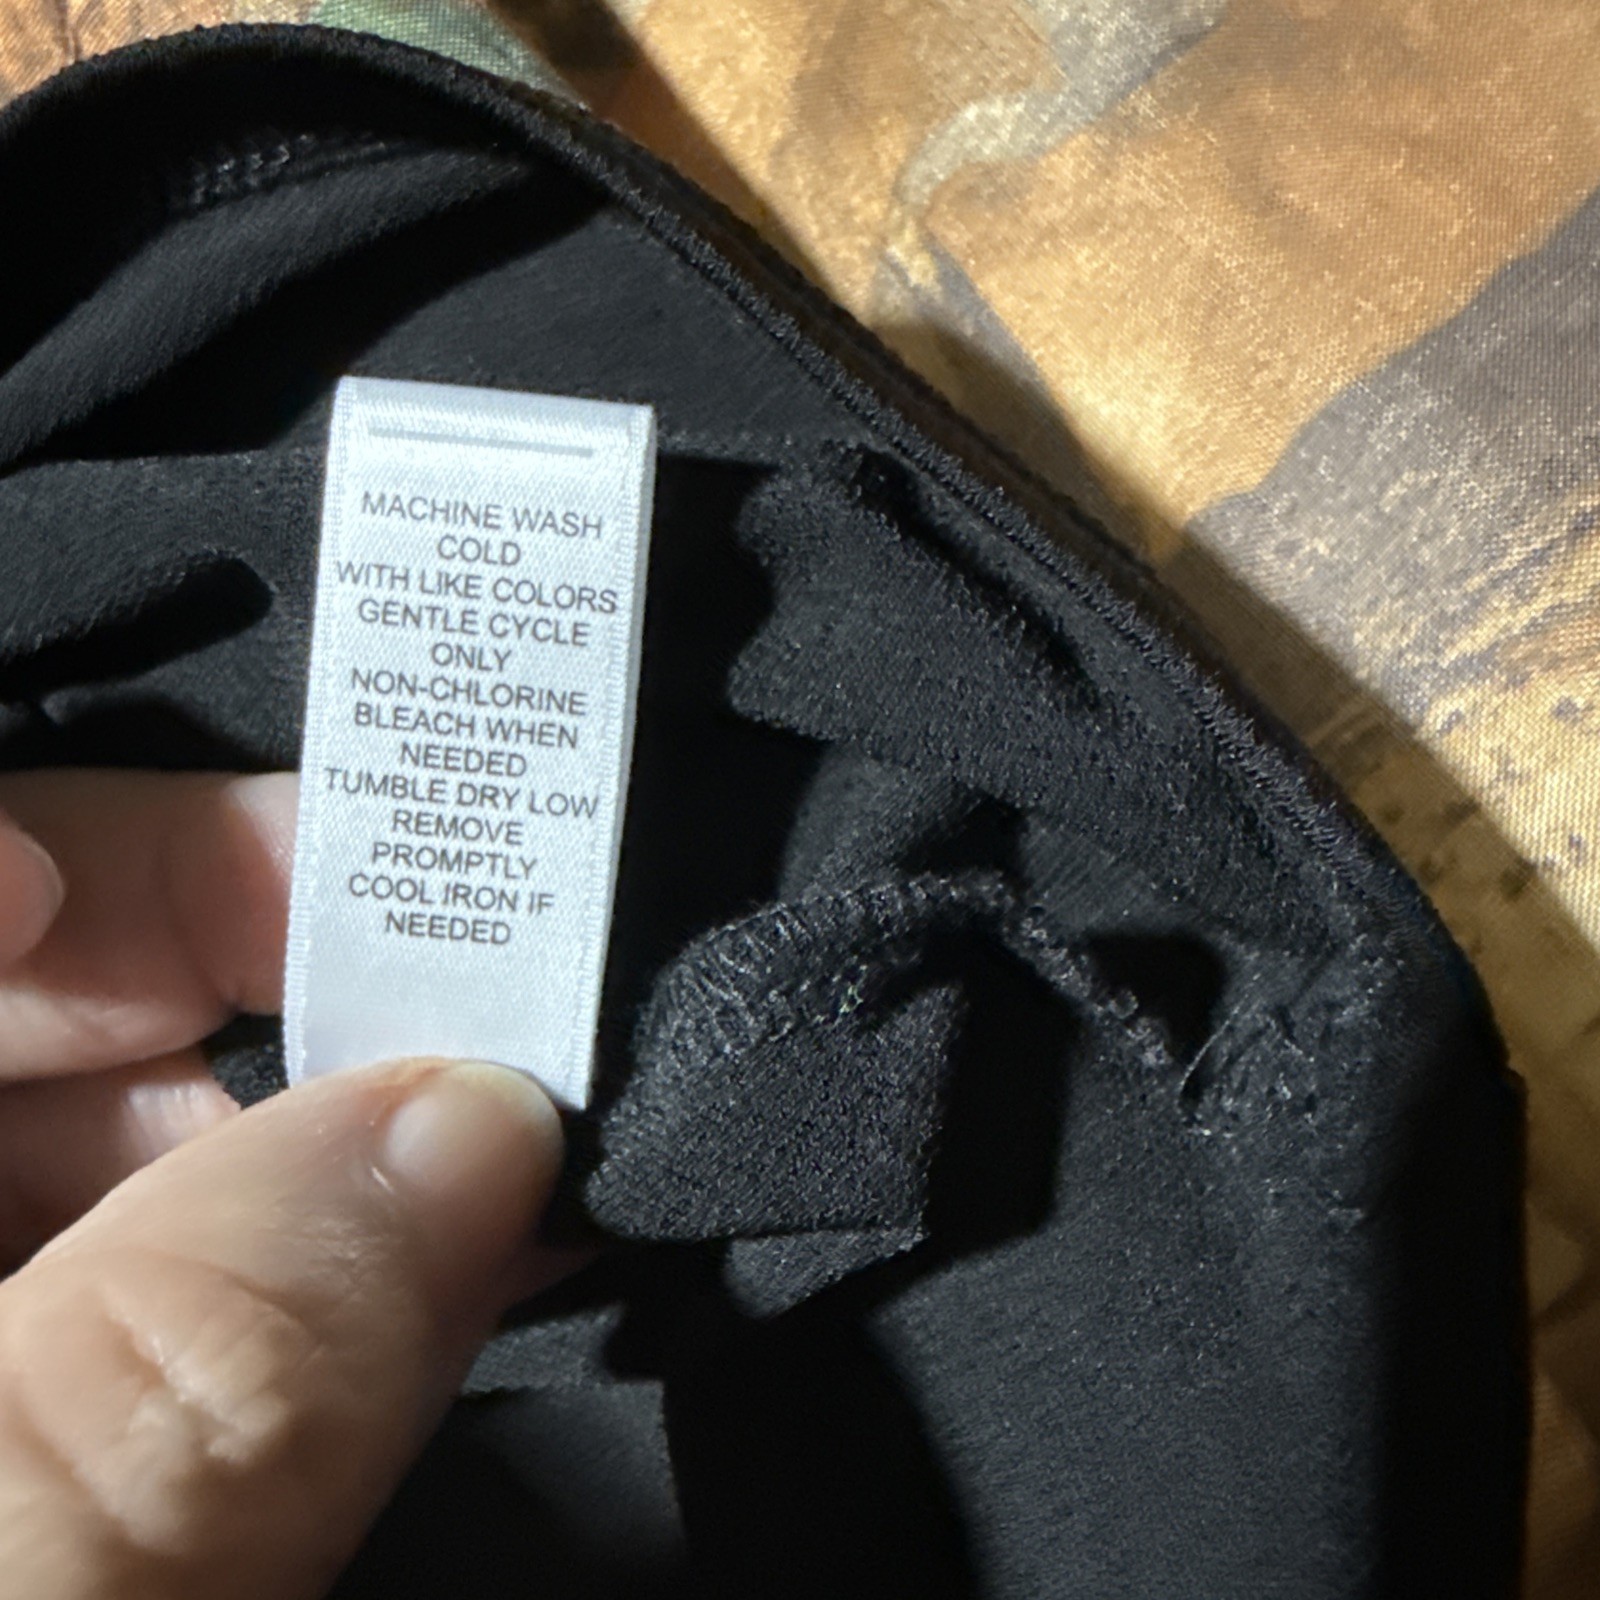 MACHINE WASH
COLD
WITH LIKE COLORS
GENTLE CYCLE
ONLY
NON-CHLORINE
BLEACH WHEN
NEEDED
TUMBLE DRY LOW
REMOVE
PROMPTLY
COOL IRON IF
NEEDED